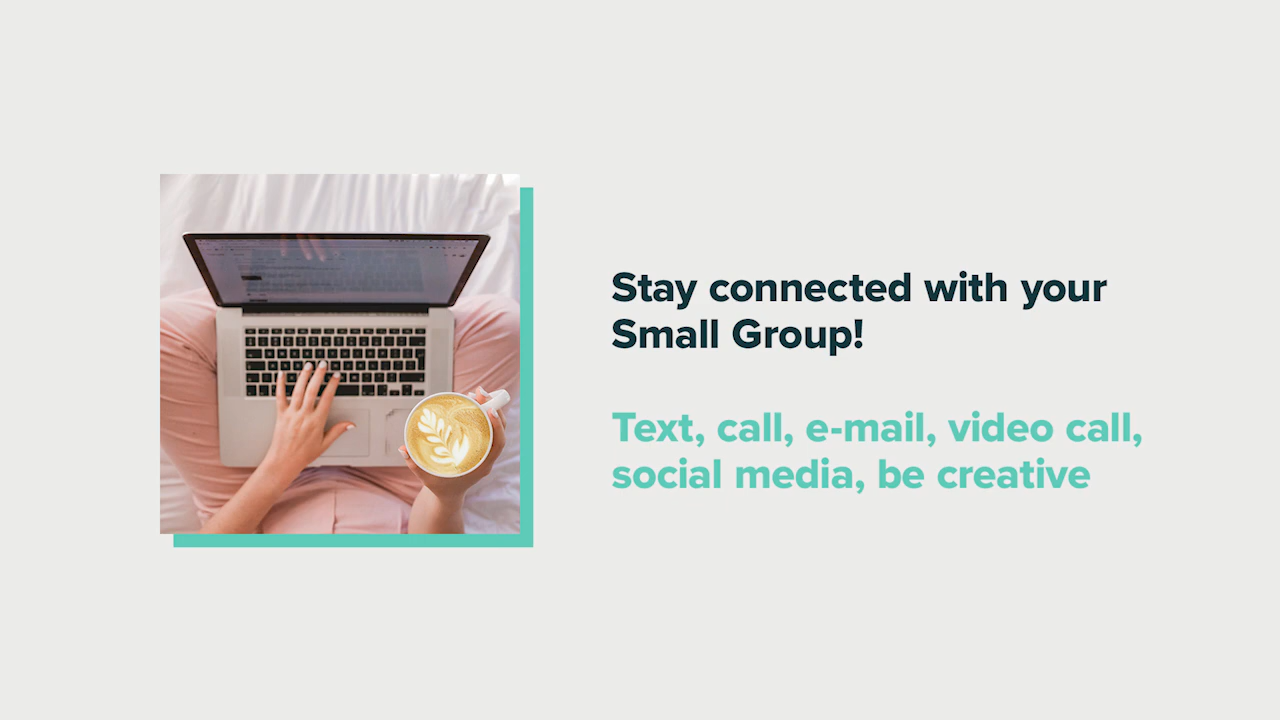 Stay connected with your
Small Group!
Text, call, e-mail, video call,
social media, be creative